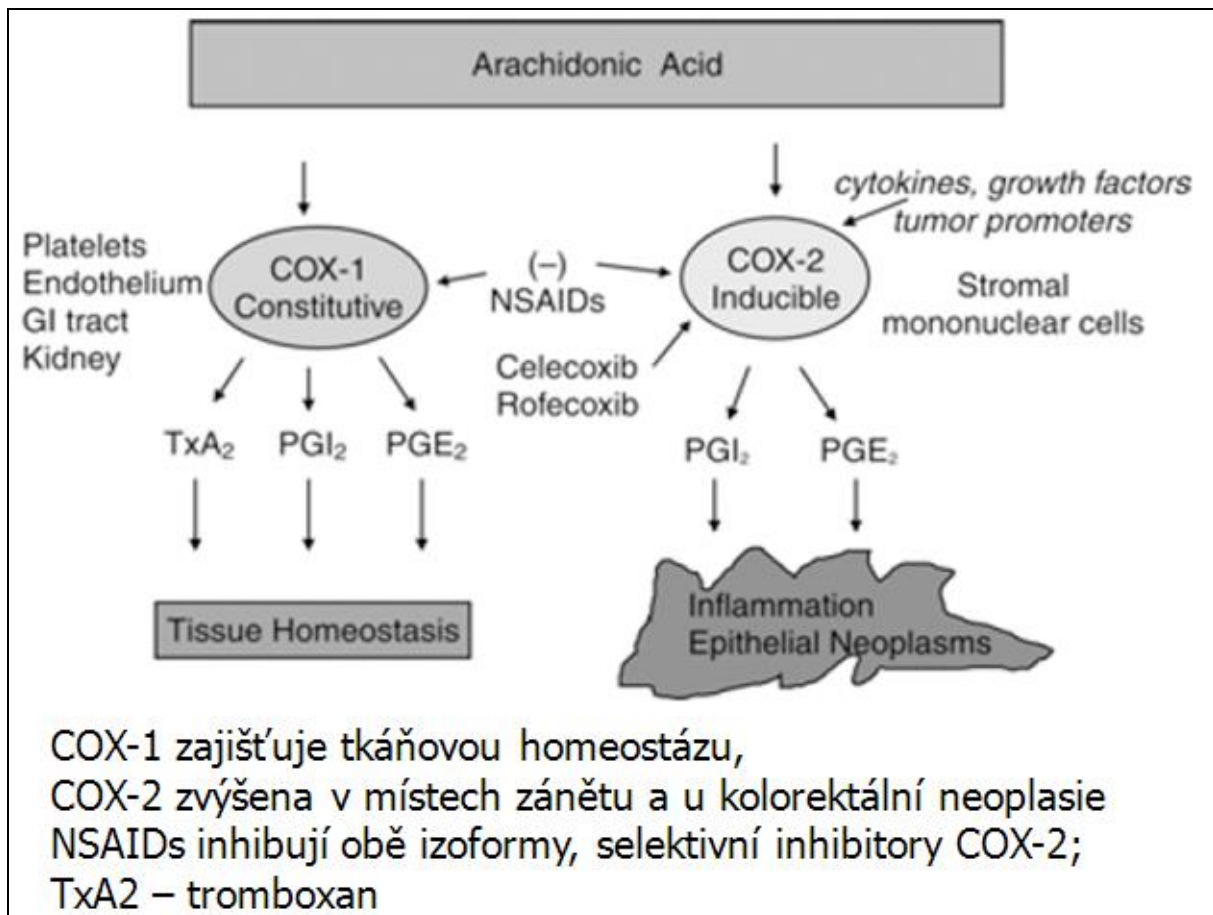 Arachidonic Acid
cytokines, growth factors
tumor promoters
Platelets
Endothelium
GI tract
Kidney
COX-1
Constitutive
(–)
NSAIDs
COX-2
Inducible
Stromal
mononuclear cells
Celecoxib
Rofecoxib
TxA₂
PGI₂
PGE₂
PGI₂
PGE₂
Tissue Homeostasis
Inflammation
Epithelial Neoplasms
COX-1 zajišťuje tkáňovou homeostázu,
COX-2 zvýšena v místech zánětu a u kolorektální neoplasie
NSAIDs inhibují obě izoformy, selektivní inhibitory COX-2;
TxA2 – tromboxan